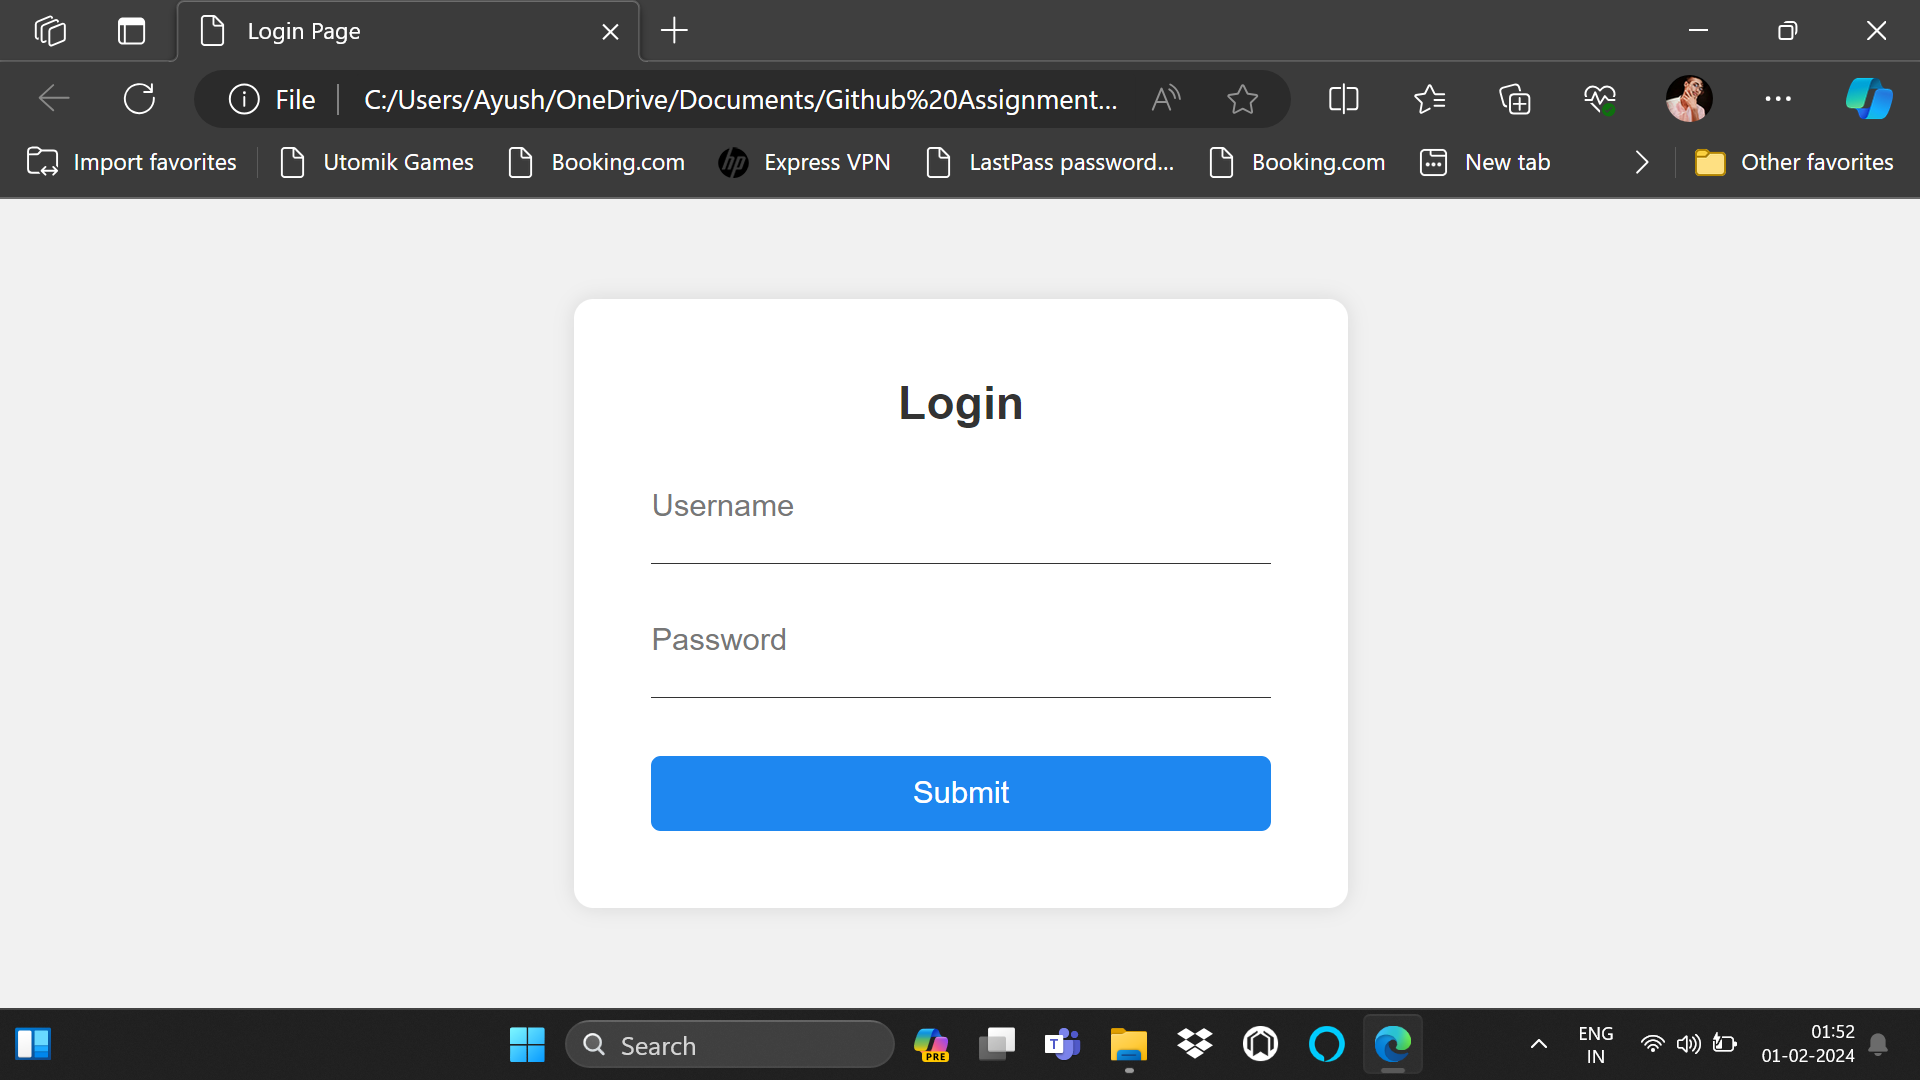 Login Page
File C:/Users/Ayush/OneDrive/Documents/Github%20Assignment...
Import favorites Utomik Games Booking.com Express VPN LastPass password... Booking.com New tab Other favorites
Login
Username
Password
Submit
Search PRE T ENG 01:52
IN 01-02-2024